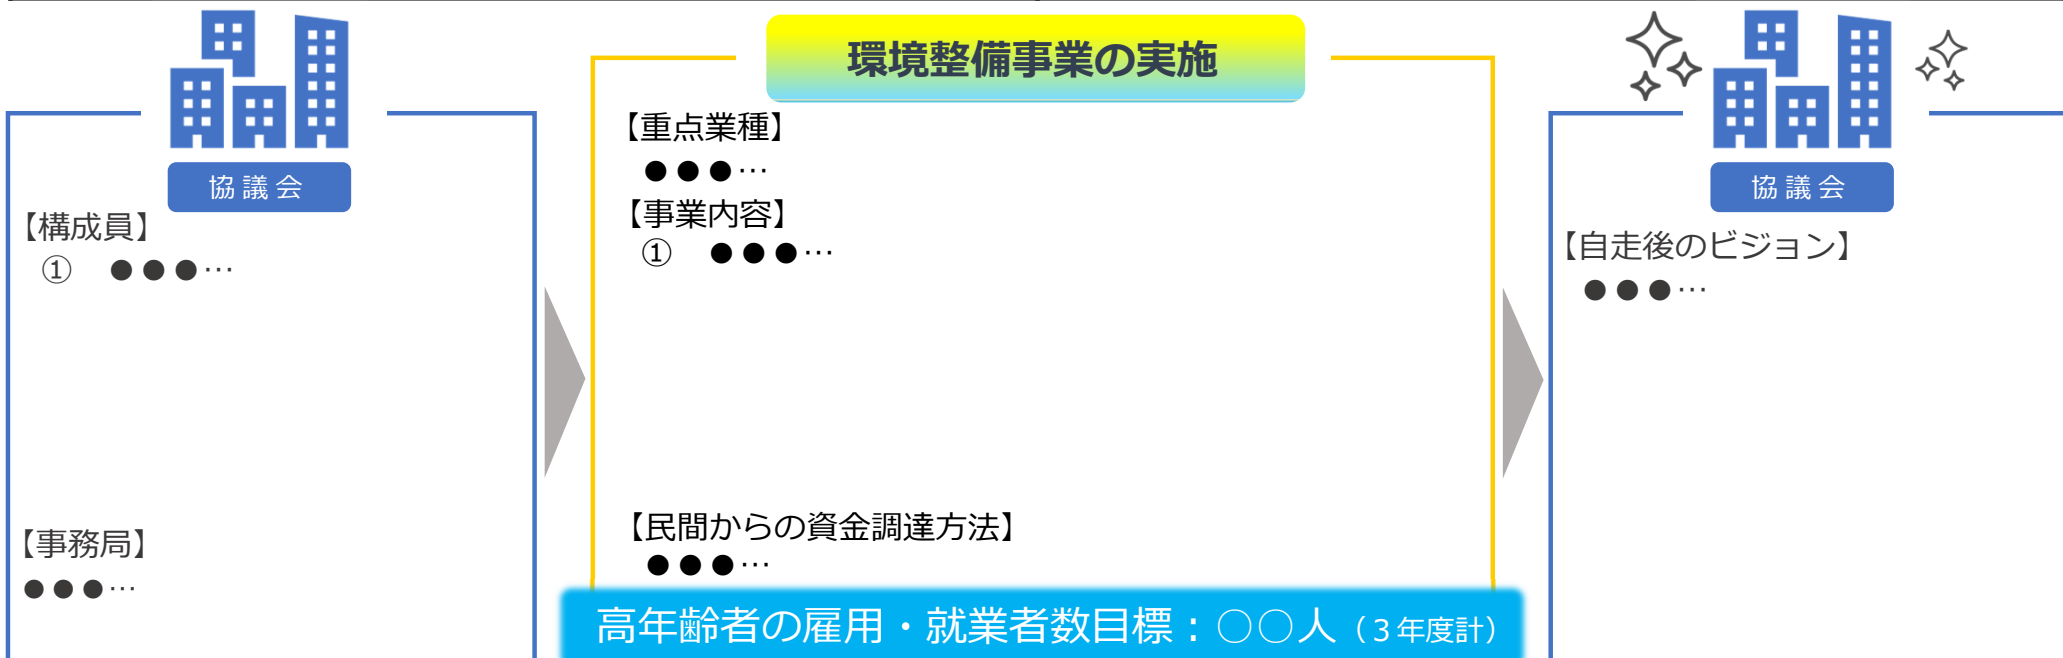 協議会
【構成員】
① ●●●…
【事務局】
●●●…
環境整備事業の実施
【重点業種】
●●●…
【事業内容】
① ●●●…
【民間からの資金調達方法】
●●●…
高年齢者の雇用・就業者数目標：○○人（３年度計）
協議会
【自走後のビジョン】
●●●…